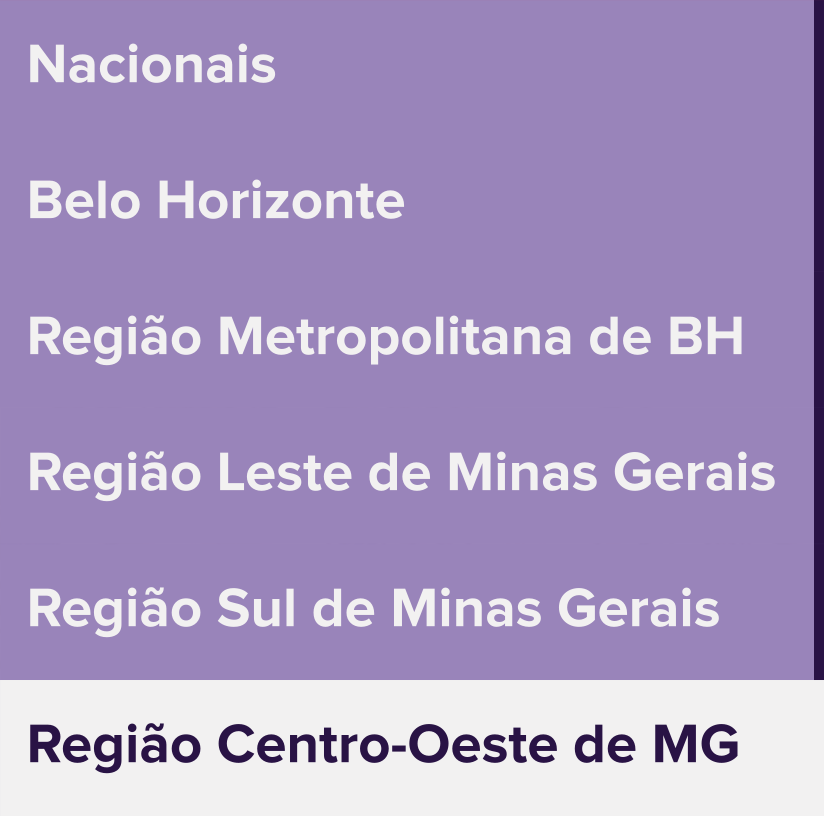 Nacionais
Belo Horizonte
Região Metropolitana de BH
Região Leste de Minas Gerais
Região Sul de Minas Gerais
Região Centro-Oeste de MG